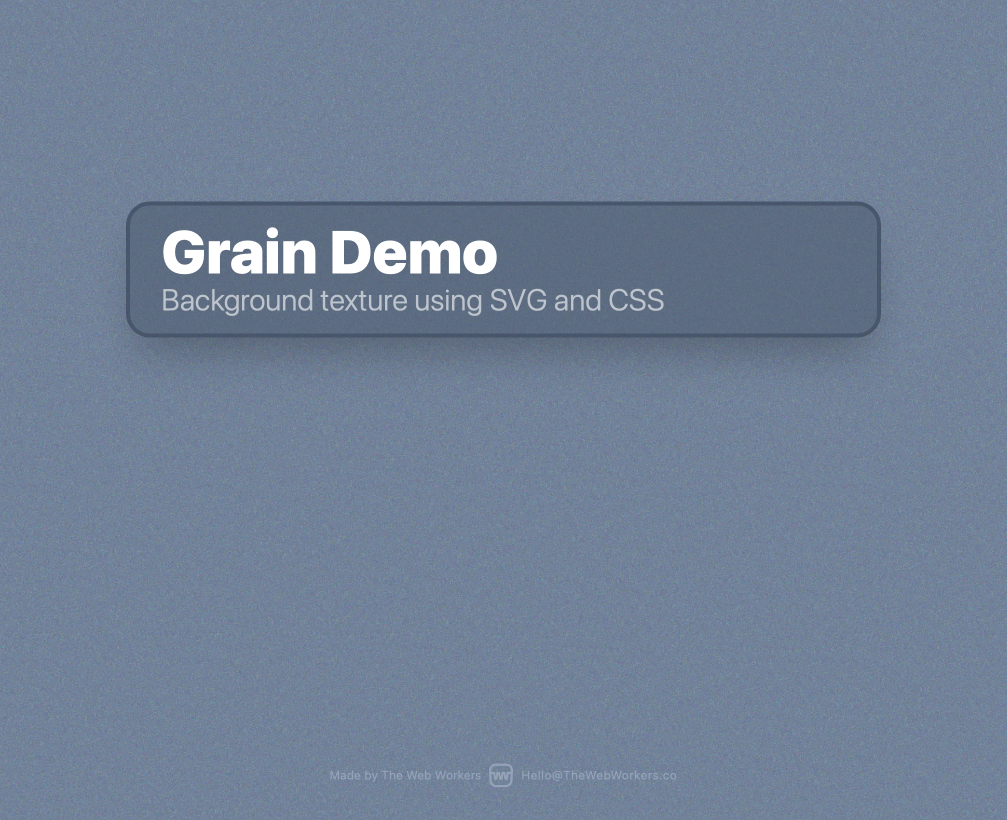 Grain Demo
Background texture using SVG and CSS
Made by The Web Workers WW Hello@TheWebWorkers.co